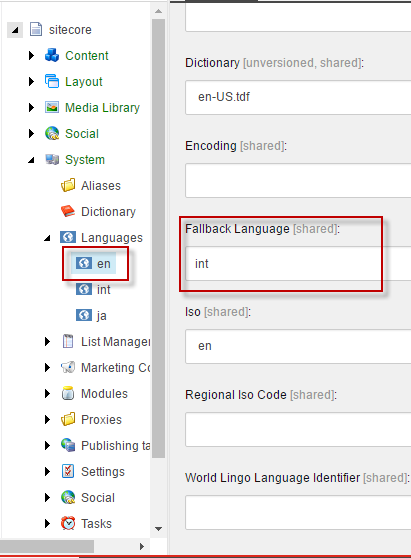 sitecore
Content
Layout
Media Library
Social
System
Aliases
Dictionary
Languages
en
int
ja
List Manager
Marketing Co
Modules
Proxies
Publishing ta
Settings
Social
Tasks
Dictionary [unversioned, shared]:
en-US.tdf
Encoding [shared]:
Fallback Language [shared]:
int
Iso [shared]:
en
Regional Iso Code [shared]:
World Lingo Language Identifier [shared]: